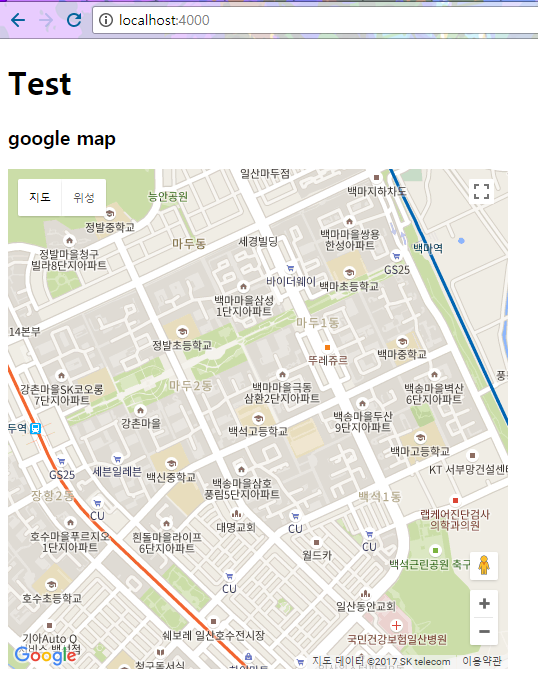 localhost:4000
Test
google map
지도
위성
일산마두점
백마지하차도
능안공원
정발중학교
마두동
세경빌딩
백마마을쌍용
한성아파트
백마역
정발마을청구
빌라8단지아파트
바이더웨이
GS25
백마마을삼성
1단지아파트
백마초등학교
14본부
마두1동
정발초등학교
뚜레쥬르
백마중학교
강촌마을SK코오롱
7단지아파트
마두2동
백마마을극동
삼환2단지아파트
백송마을벽산
6단지아파트
풍
강촌마을
백석고등학교
백송마을두산
9단지아파트
두역
백마고등학교
GS25
세븐일레븐
백신중학교
백송마을삼호
풍림5단지아파트
KT 서부망건설센터
장항2동
백석1동
CU
CU
랩케어진단검사
의학과의원
호수마을푸르지오
1단지아파트
흰돌마을라이프
6단지아파트
대명교회
월드카
CU
백석근린공원 축구
호수초등학교
CU
일산동안교회
기아Auto Q
쉐보레 일산호수전시장
국민건강보험일산병원
Google
청구동서식
지도 데이터 ©2017 SK telecom
이용약관